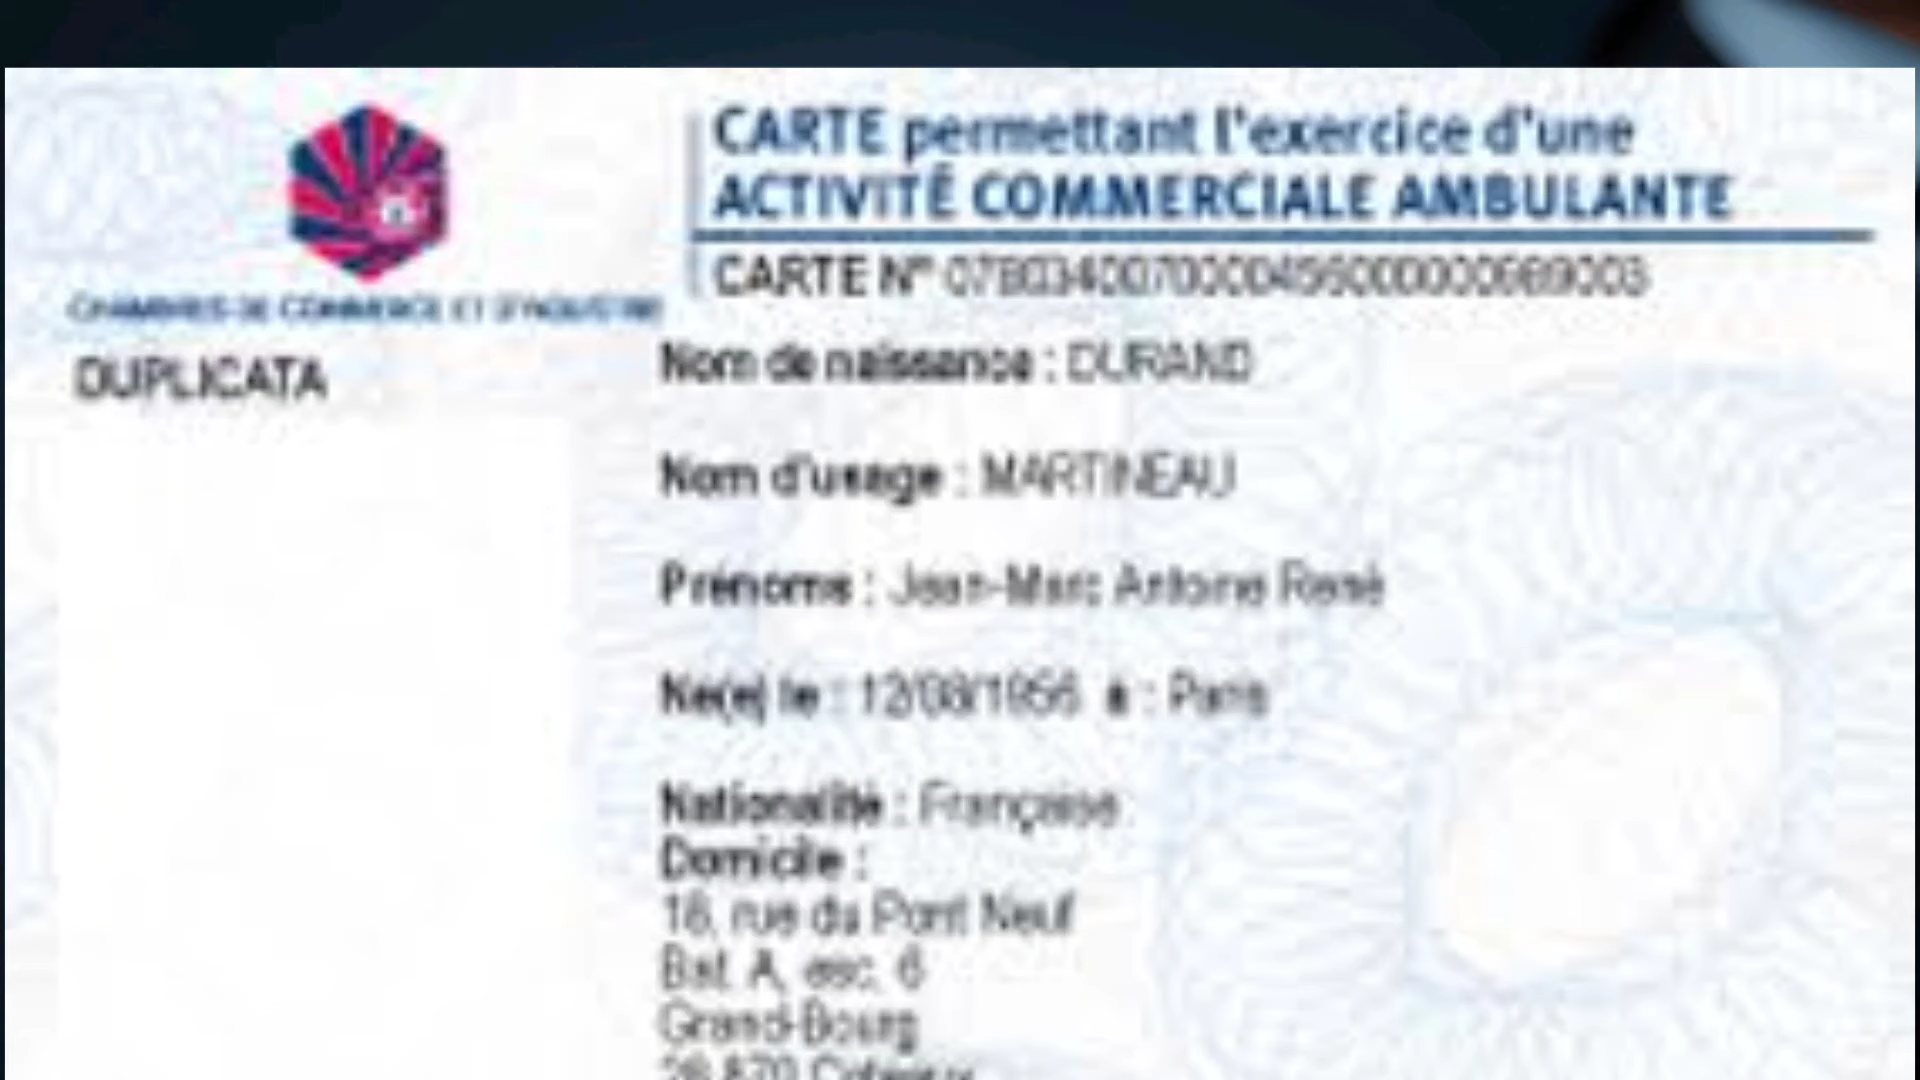 CARTE permettant l'exercice d'une
ACTIVITÉ COMMERCIALE AMBULANTE
CARTE N°
CHAMBRES DE COMMERCE ET D'INDUSTRIE
DUPLICATA
Nom de naissance : DURAND
Nom d'usage : MARTINEAU
Prénoms : Jean-Marc Antoine René
Né(e) le : à : Paris
Nationalité : Française
Domicile :
rue du Pont Neuf
Bat. A, esc. 6
Grand-Bourg